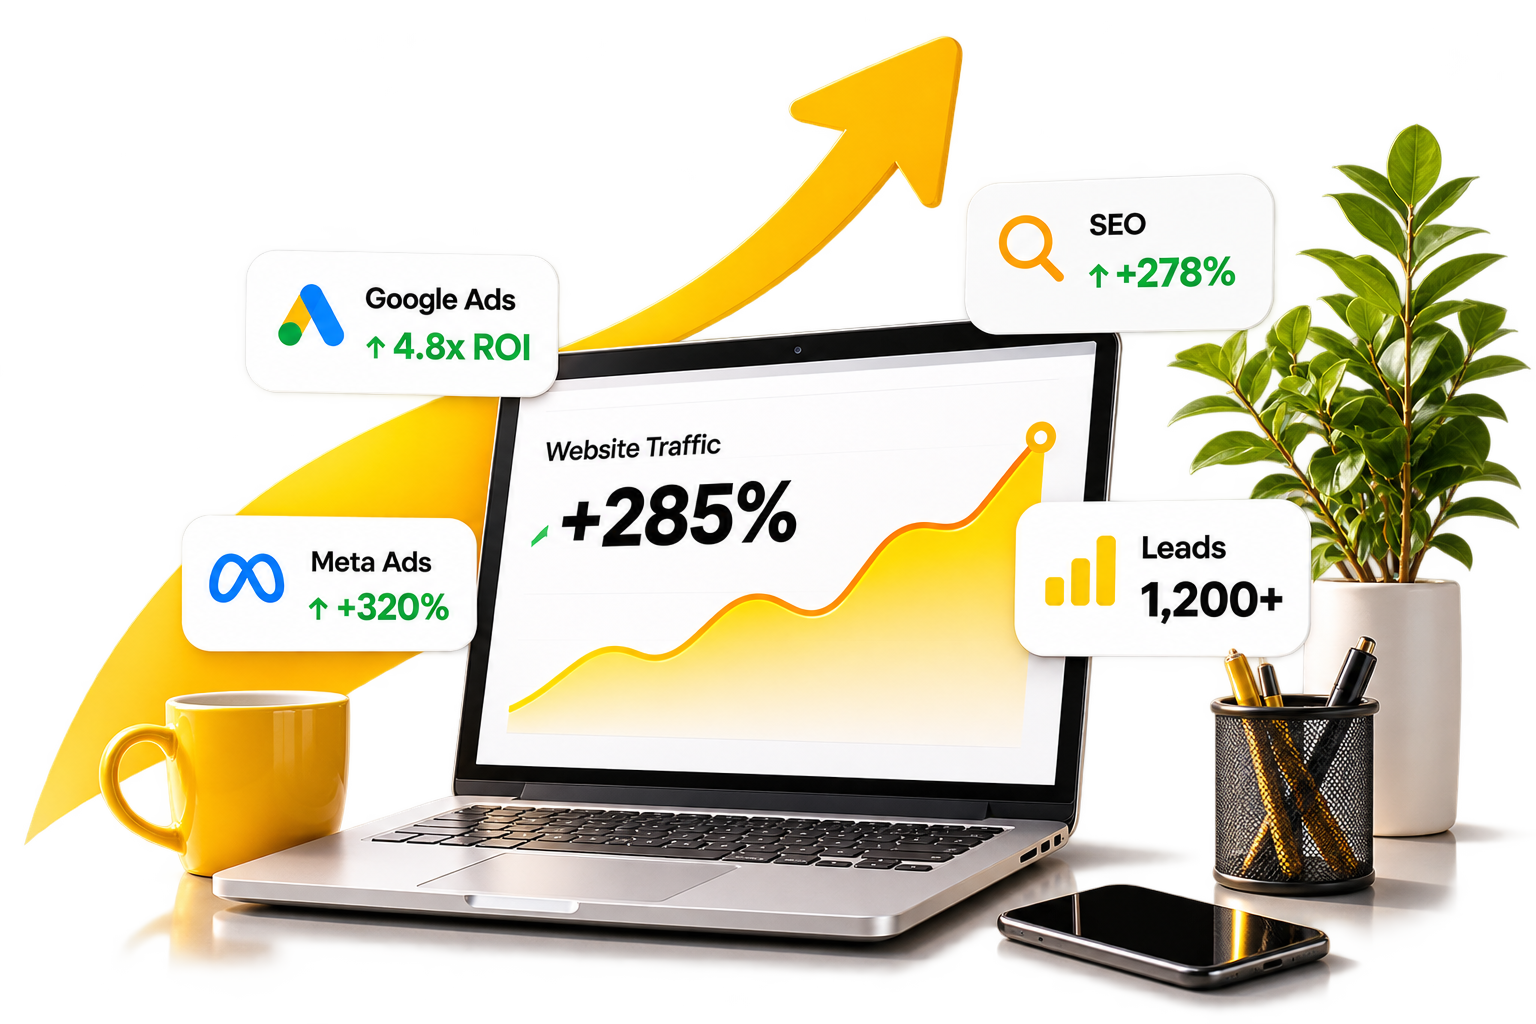 SEO
↑ +278%
Google Ads
↑ 4.8x ROI
Website Traffic
+285%
Meta Ads
↑ +320%
Leads
1,200+